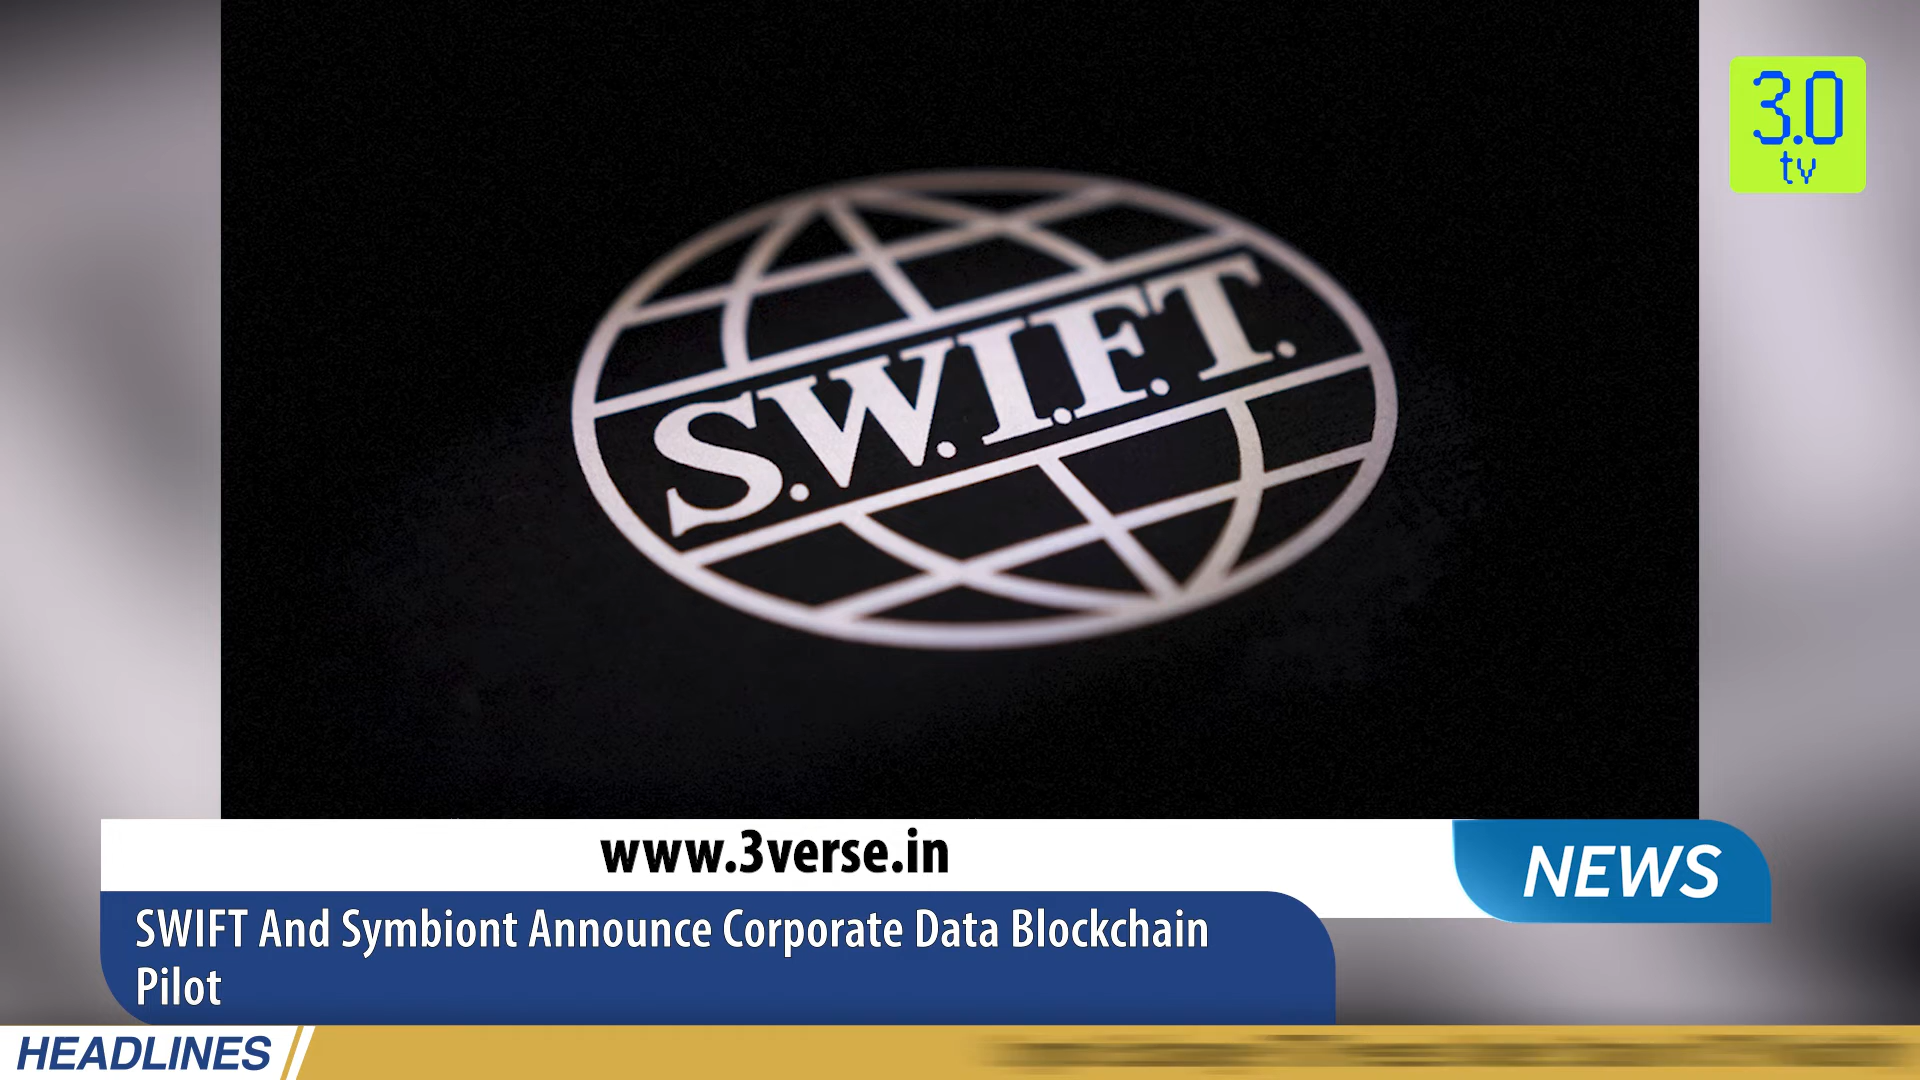 3.0
tv
S.W.I.F.T.
www.3verse.in
NEWS
SWIFT And Symbiont Announce Corporate Data Blockchain
Pilot
HEADLINES